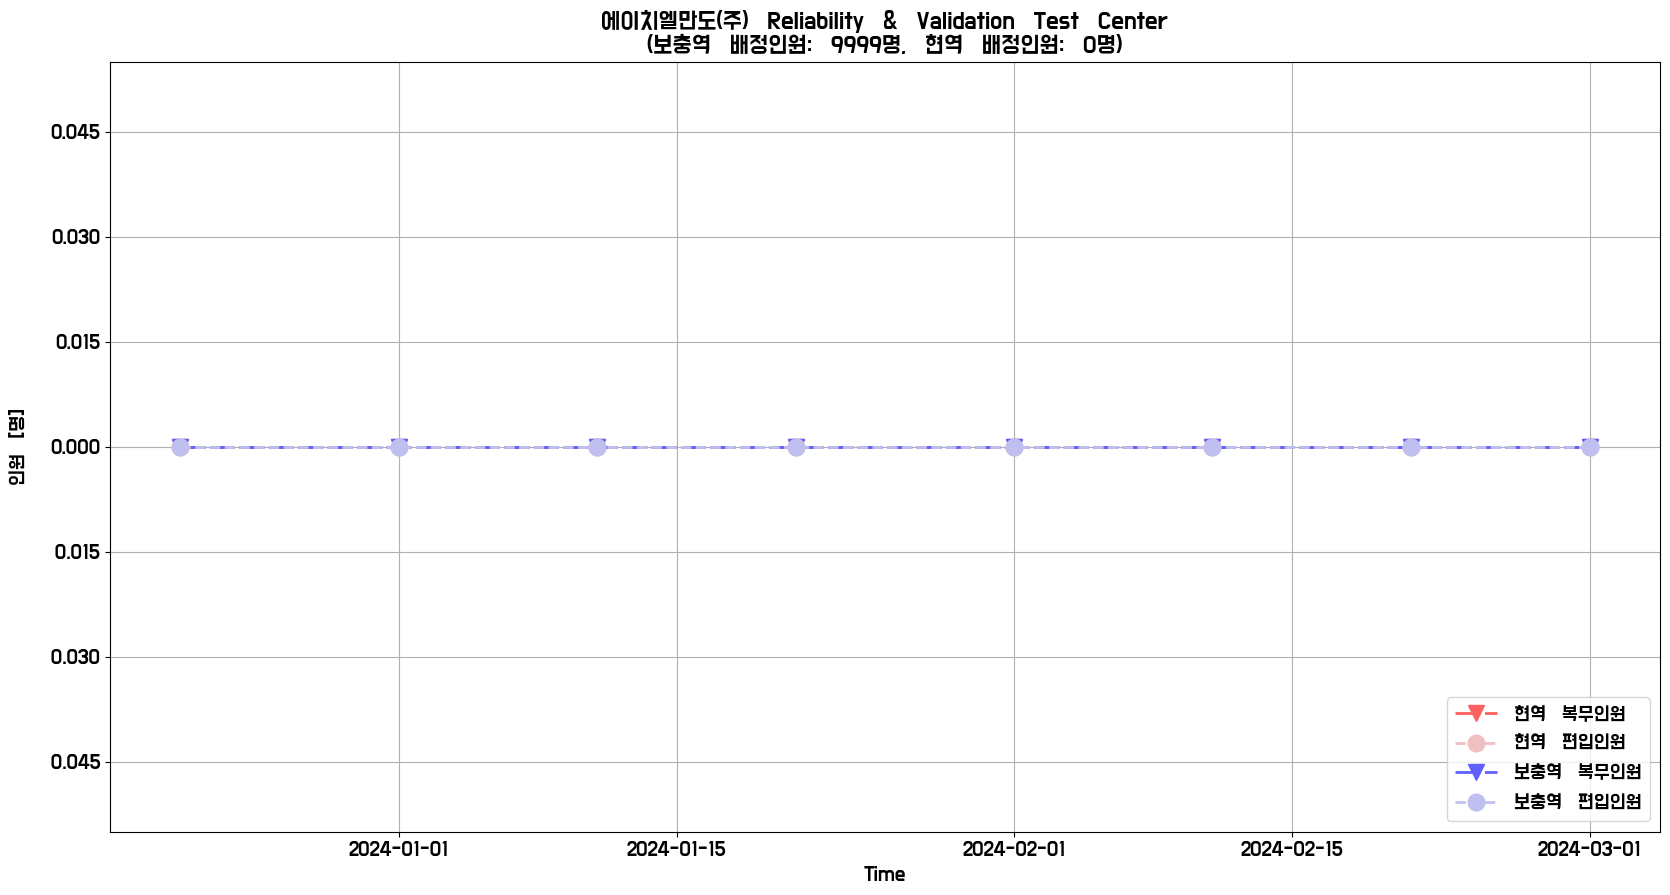 에이치엘만도(주) Reliability & Validation Test Center
(보충역 배정인원: 9999명, 현역 배정인원: 0명)
0.045
0.030
0.015
0.000
0.015
0.030
0.045
인원 [명]
현역 복무인원
현역 편입인원
보충역 복무인원
보충역 편입인원
2024-01-01
2024-01-15
2024-02-01
2024-02-15
2024-03-01
Time